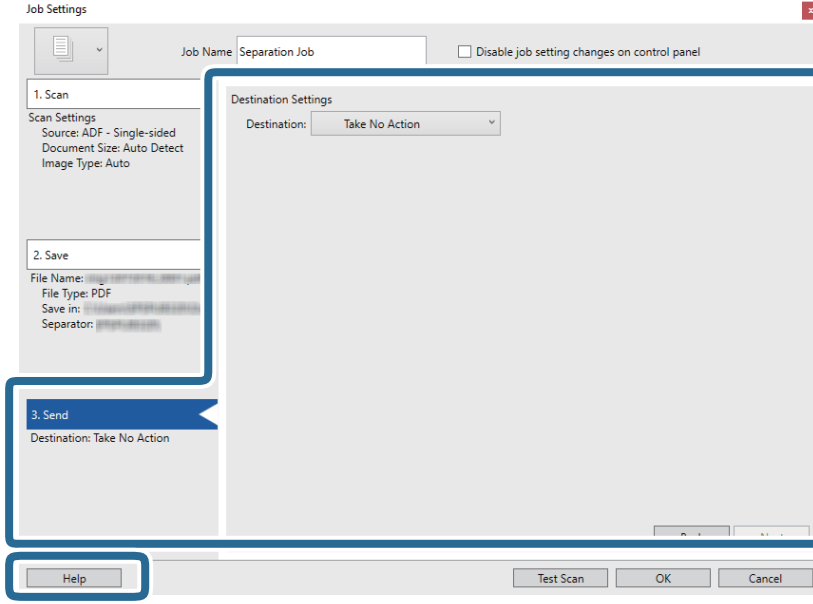 Job Settings
Job Name Separation Job
Disable job setting changes on control panel
1. Scan
Scan Settings
Source: ADF - Single-sided
Document Size: Auto Detect
Image Type: Auto
2. Save
File Name:
File Type: PDF
Save in:
Separator:
3. Send
Destination: Take No Action
Destination Settings
Destination: Take No Action
Help
Test Scan
OK
Cancel